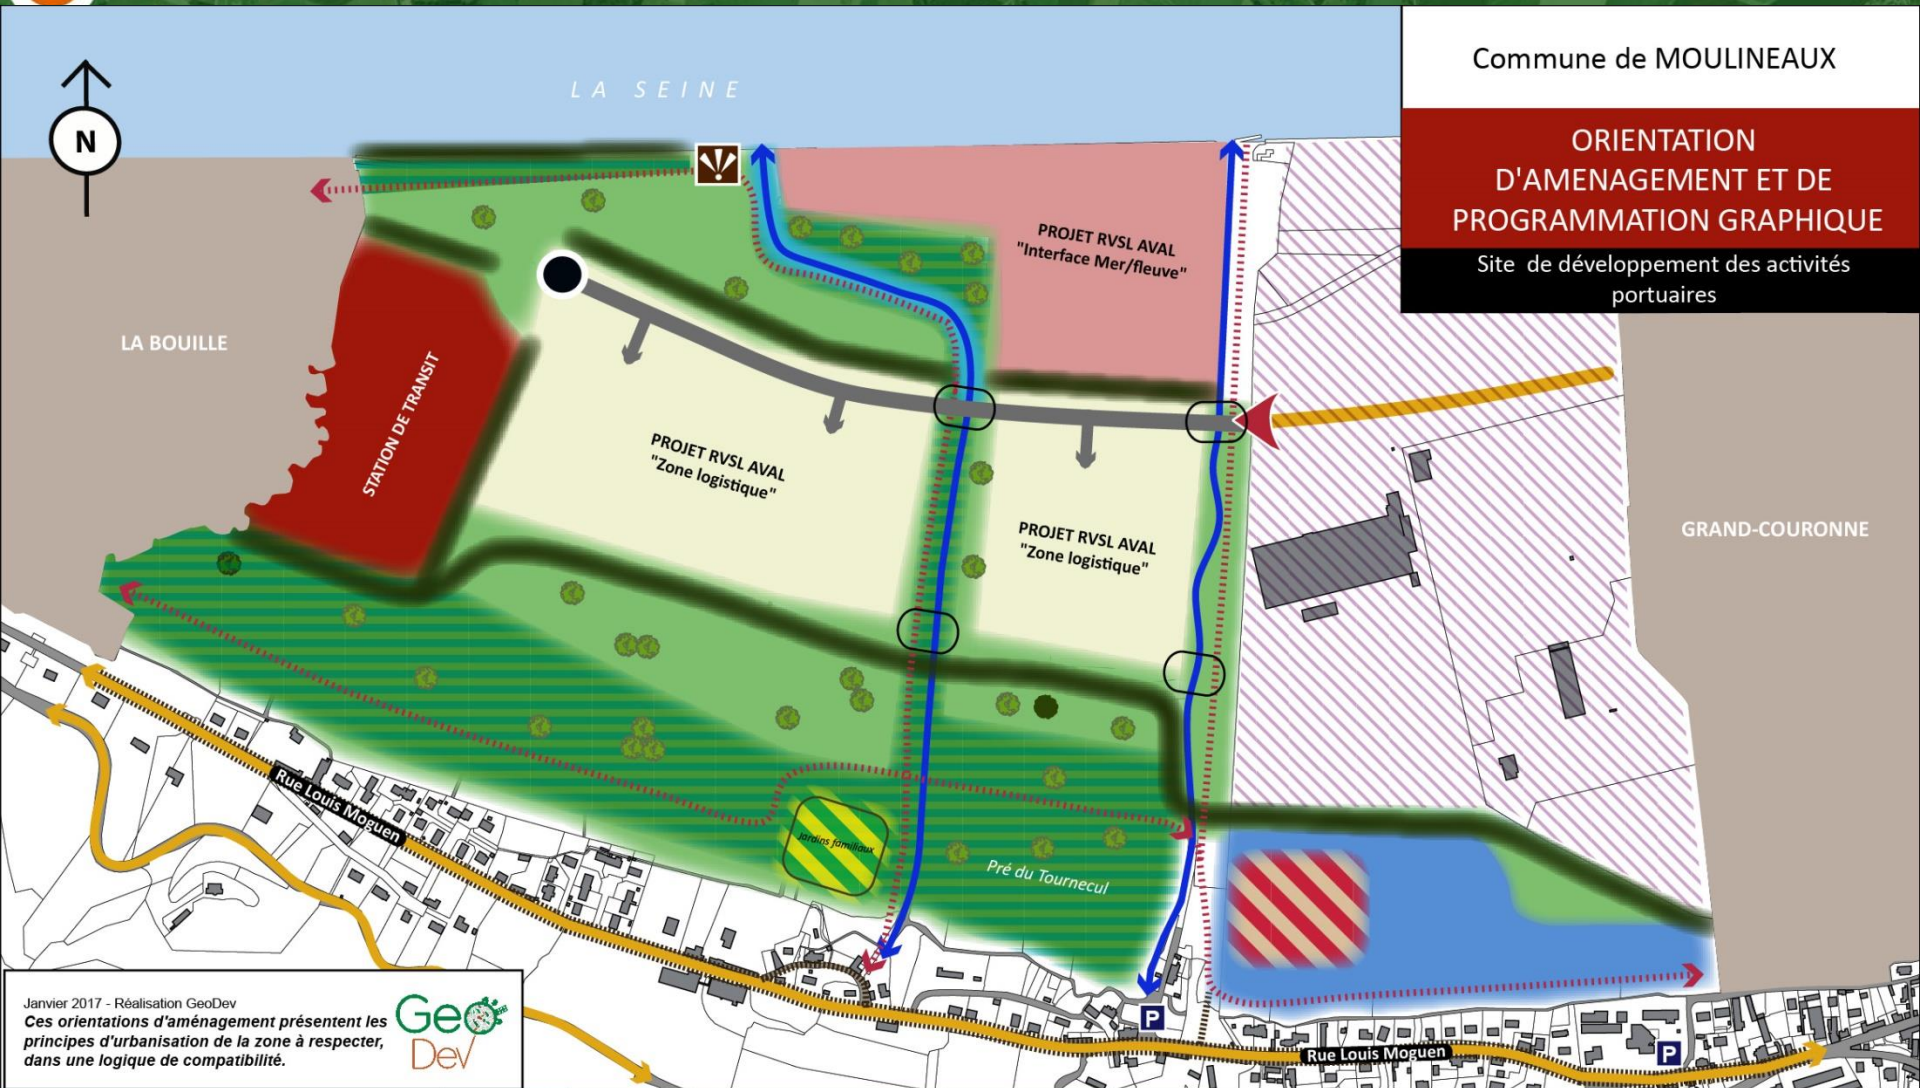 LA SEINE
Commune de MOULINEAUX
ORIENTATION
D'AMENAGEMENT ET DE
PROGRAMMATION GRAPHIQUE
Site de développement des activités
portuaires
N
PROJET RVSL AVAL
"Interface Mer/fleuve"
LA BOUILLE
STATION DE TRANSIT
PROJET RVSL AVAL
"Zone logistique"
PROJET RVSL AVAL
"Zone logistique"
GRAND-COURONNE
Rue Louis Moguen
Jardins familiaux
Pré du Tournecul
P
Rue Louis Moguen
P
Janvier 2017 - Réalisation GeoDev
Ces orientations d'aménagement présentent les
principes d'urbanisation de la zone à respecter,
dans une logique de compatibilité.
Geo
Dev